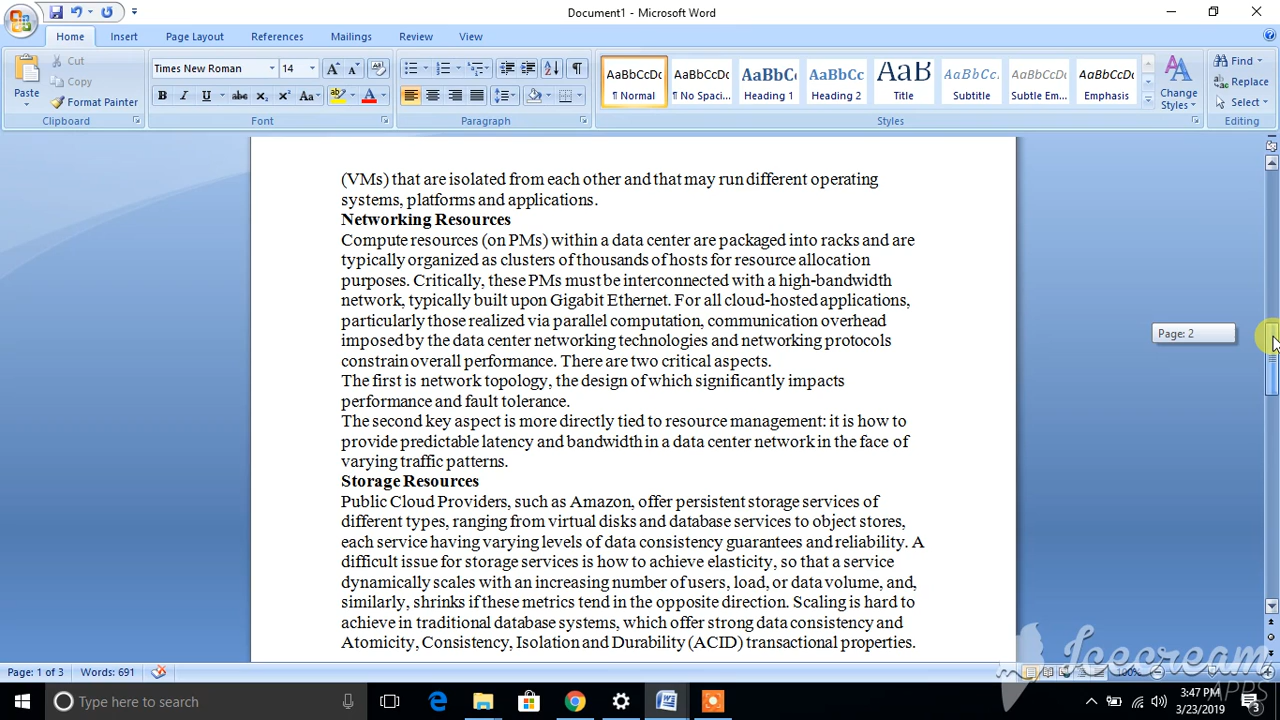 Document1 - Microsoft Word
Home Insert Page Layout References Mailings Review View
Paste
Cut
Copy
Format Painter
Clipboard
Times New Roman 14
Font
Paragraph
AaBbCcDc AaBbCcDc AaBbCc AaBbCc AaB AaBbCc. AaBbCcDc AaBbCcDc
¶ Normal ¶ No Spaci... Heading 1 Heading 2 Title Subtitle Subtle Em... Emphasis
Change Styles
Styles
Find
Replace
Select
Editing
(VMs) that are isolated from each other and that may run different operating
systems, platforms and applications.
Networking Resources
Compute resources (on PMs) within a data center are packaged into racks and are
typically organized as clusters of thousands of hosts for resource allocation
purposes. Critically, these PMs must be interconnected with a high-bandwidth
network, typically built upon Gigabit Ethernet. For all cloud-hosted applications,
particularly those realized via parallel computation, communication overhead
imposed by the data center networking technologies and networking protocols
constrain overall performance. There are two critical aspects.
The first is network topology, the design of which significantly impacts
performance and fault tolerance.
The second key aspect is more directly tied to resource management: it is how to
provide predictable latency and bandwidth in a data center network in the face of
varying traffic patterns.
Storage Resources
Public Cloud Providers, such as Amazon, offer persistent storage services of
different types, ranging from virtual disks and database services to object stores,
each service having varying levels of data consistency guarantees and reliability. A
difficult issue for storage services is how to achieve elasticity, so that a service
dynamically scales with an increasing number of users, load, or data volume, and,
similarly, shrinks if these metrics tend in the opposite direction. Scaling is hard to
achieve in traditional database systems, which offer strong data consistency and
Atomicity, Consistency, Isolation and Durability (ACID) transactional properties.
Page: 2
Page: 1 of 3 Words: 691
100%
Icecream
APPS
Type here to search
3:47 PM
3/23/2019
3